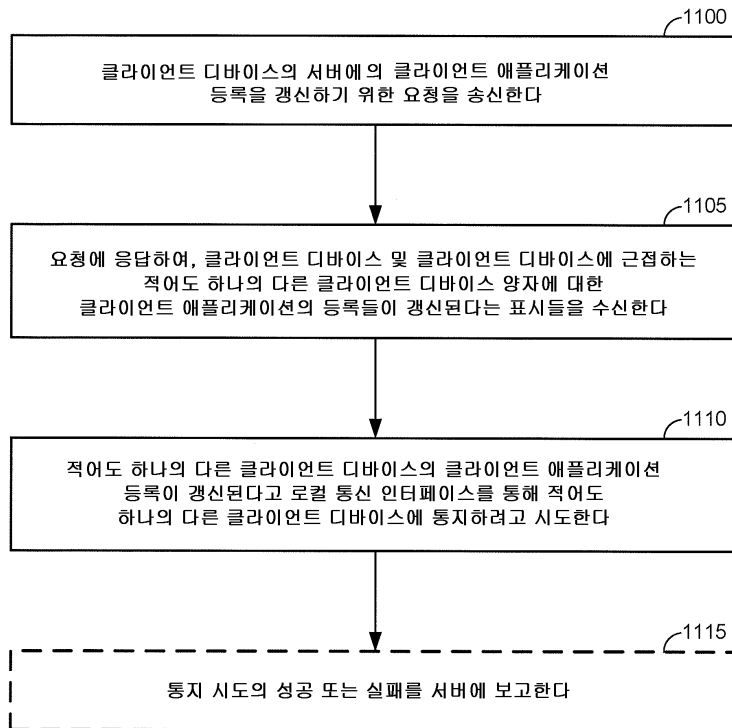 1100
클라이언트 디바이스의 서버에의 클라이언트 애플리케이션
등록을 갱신하기 위한 요청을 송신한다
1105
요청에 응답하여, 클라이언트 디바이스 및 클라이언트 디바이스에 근접하는
적어도 하나의 다른 클라이언트 디바이스 양자에 대한
클라이언트 애플리케이션의 등록들이 갱신된다는 표시들을 수신한다
1110
적어도 하나의 다른 클라이언트 디바이스의 클라이언트 애플리케이션
등록이 갱신된다고 로컬 통신 인터페이스를 통해 적어도
하나의 다른 클라이언트 디바이스에 통지하려고 시도한다
1115
통지 시도의 성공 또는 실패를 서버에 보고한다